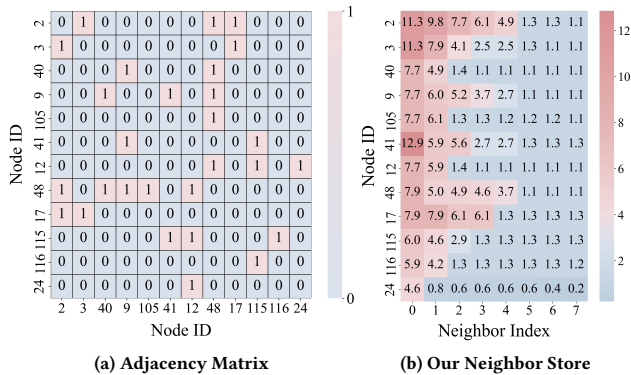 Node ID
2 0 1 0 0 0 0 0 1 1 0 0 0
3 1 0 0 0 0 0 0 0 1 0 0 0
40 0 0 0 1 0 0 0 1 0 0 0 0
9 0 0 1 0 0 1 0 1 0 0 0 0
105 0 0 0 0 0 0 0 1 0 0 0 0
41 0 0 0 1 0 0 0 0 0 1 0 0
12 0 0 0 0 0 0 0 1 0 1 0 1
48 1 0 1 1 1 0 1 0 0 0 0 0
17 1 1 0 0 0 0 0 0 0 0 0 0
115 0 0 0 0 0 1 1 0 0 0 1 0
116 0 0 0 0 0 0 0 0 0 1 0 0
24 0 0 0 0 0 0 1 0 0 0 0 0
2 3 40 9 105 41 12 48 17 115 116 24
Node ID
1
0
(a) Adjacency Matrix
Node ID
2 11.3 9.8 7.7 6.1 4.9 1.3 1.3 1.1
3 11.3 7.9 4.1 2.5 2.5 1.3 1.1 1.1
40 7.7 4.9 1.4 1.1 1.1 1.1 1.1 1.1
9 7.7 6.0 5.2 3.7 2.7 1.1 1.1 1.1
105 7.7 6.1 1.3 1.3 1.2 1.2 1.3 1.3
41 12.9 5.9 5.6 2.7 2.7 1.3 1.3 1.3
12 7.7 5.9 1.4 1.1 1.1 1.1 1.1 1.1
48 7.9 5.0 4.9 4.6 3.7 1.1 1.1 1.1
17 7.9 7.9 6.1 6.1 1.3 1.3 1.3 1.3
115 6.0 4.6 2.9 1.3 1.3 1.3 1.3 1.3
116 5.9 4.2 1.3 1.3 1.3 1.3 1.3 1.2
24 4.6 0.8 0.6 0.6 0.6 0.6 0.4 0.2
0 1 2 3 4 5 6 7
Neighbor Index
12
10
8
6
4
2
(b) Our Neighbor Store